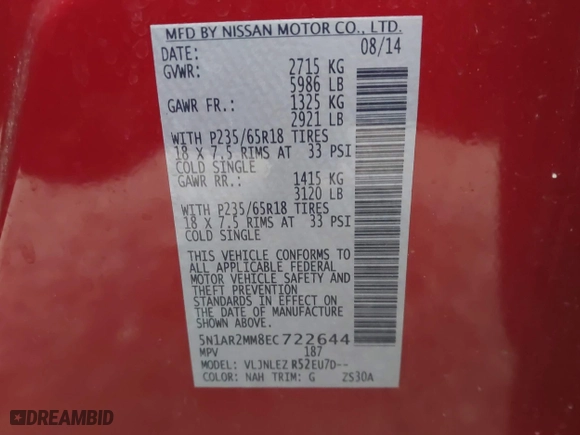 MFD BY NISSAN MOTOR CO., LTD.
DATE: 08/14
GVWR: 2715 KG
5986 LB
GAWR FR.: 1325 KG
2921 LB
WITH P235/65R18 TIRES
18 X 7.5 RIMS AT 33 PSI
COLD SINGLE
GAWR RR.: 1415 KG
3120 LB
WITH P235/65R18 TIRES
18 X 7.5 RIMS AT 33 PSI
COLD SINGLE
THIS VEHICLE CONFORMS TO
ALL APPLICABLE FEDERAL
MOTOR VEHICLE SAFETY AND
AND THEFT PREVENTION
STANDARDS IN EFFECT ON
THE DATE OF MANUFACTURE
SHOWN ABOVE.
5N1AR2MM8EC722644
MPV 187
MODEL: VLJNLEZ R52EU7D--
COLOR: NAH TRIM: G ZS30A
DREAMBID